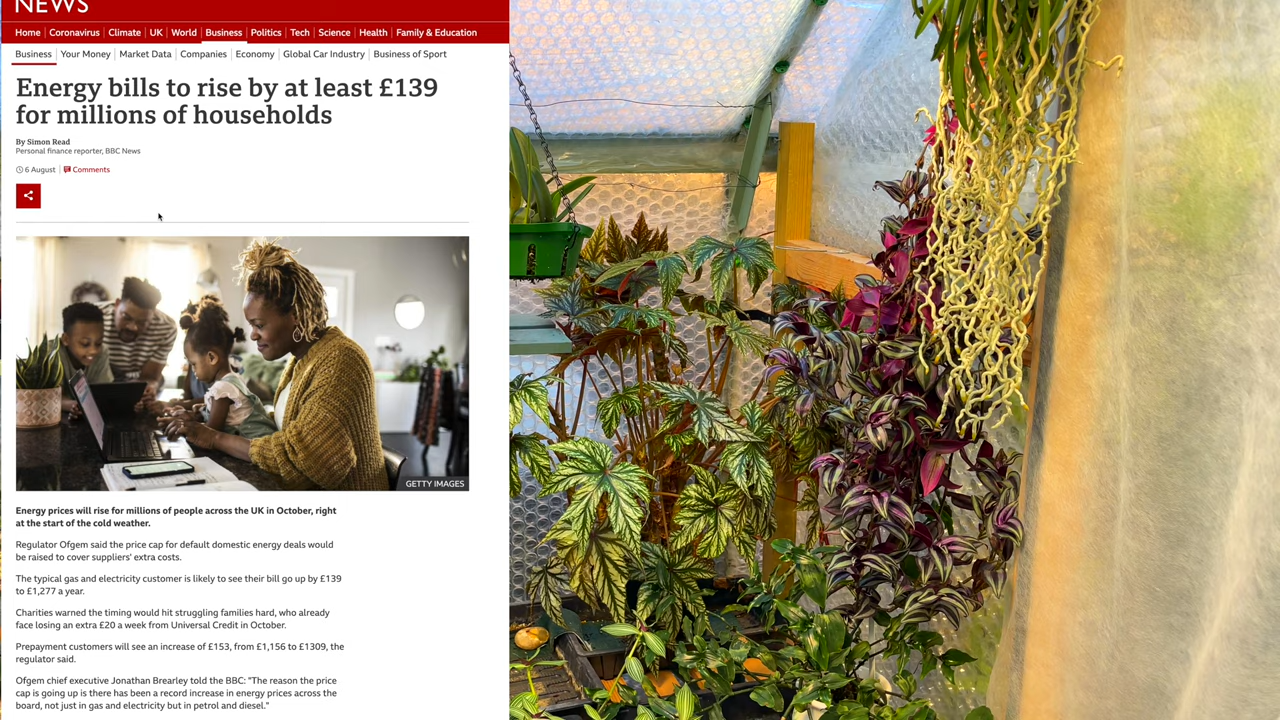 NEWS
Home Coronavirus Climate UK World Business Politics Tech Science Health Family & Education
Business Your Money Market Data Companies Economy Global Car Industry Business of Sport
Energy bills to rise by at least £139
for millions of households
By Simon Read
Personal finance reporter, BBC News
6 August Comments
GETTY IMAGES
Energy prices will rise for millions of people across the UK in October, right
at the start of the cold weather.
Regulator Ofgem said the price cap for default domestic energy deals would
be raised to cover suppliers' extra costs.
The typical gas and electricity customer is likely to see their bill go up by £139
to £1,277 a year.
Charities warned the timing would hit struggling families hard, who already
face losing an extra £20 a week from Universal Credit in October.
Prepayment customers will see an increase of £153, from £1,156 to £1309, the
regulator said.
Ofgem chief executive Jonathan Brearley told the BBC: "The reason the price
cap is going up is there has been a record increase in energy prices across the
board, not just in gas and electricity but in petrol and diesel."